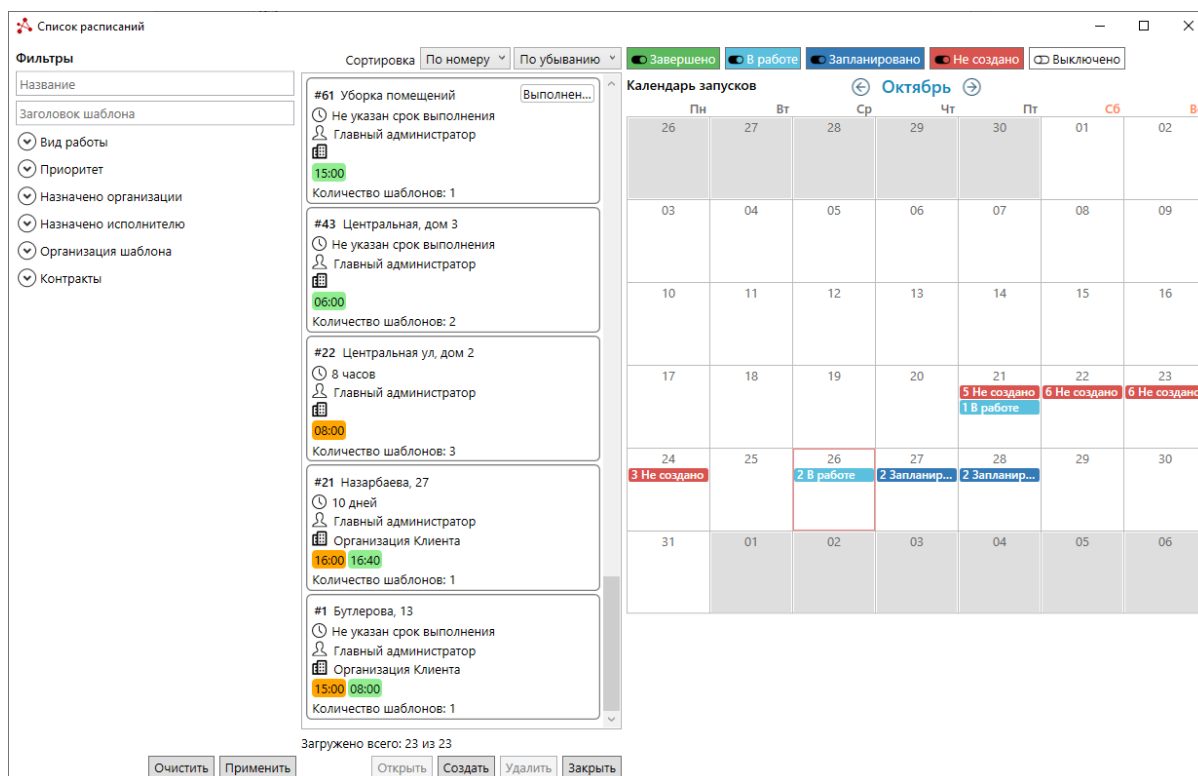 Список расписаний
Фильтры
Название
Заголовок шаблона
Вид работы
Приоритет
Назначено организации
Назначено исполнителю
Организация шаблона
Контракты
Очистить Применить
Сортировка По номеру По убыванию
#61 Уборка помещений Выполнен...
Не указан срок выполнения
Главный администратор
15:00
Количество шаблонов: 1
#43 Центральная, дом 3
Не указан срок выполнения
Главный администратор
06:00
Количество шаблонов: 2
#22 Центральная ул, дом 2
8 часов
Главный администратор
08:00
Количество шаблонов: 3
#21 Назарбаева, 27
10 дней
Главный администратор
Организация Клиента
16:00 16:40
Количество шаблонов: 1
#1 Бутлерова, 13
Не указан срок выполнения
Главный администратор
Организация Клиента
15:00 08:00
Количество шаблонов: 1
Загружено всего: 23 из 23
Открыть Создать Удалить Закрыть
Завершено В работе Запланировано Не создано Выключено
Календарь запусков Октябрь
Пн Вт Ср Чт Пт Сб
26 27 28 29 30 01 02
03 04 05 06 07 08 09
10 11 12 13 14 15 16
17 18 19 20 21 22 23
5 Не создано 6 Не создано 6 Не создано
1 В работе
24 25 26 27 28 29 30
3 Не создано 2 В работе 2 Запланир... 2 Запланир...
31 01 02 03 04 05 06